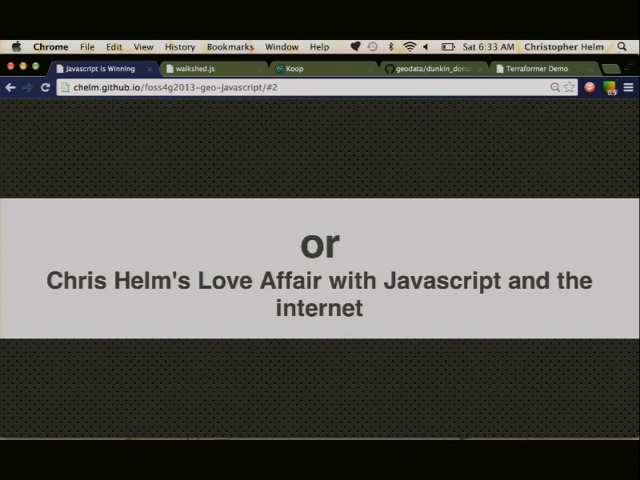 Chrome File Edit View History Bookmarks Window Help Sat 6:33 AM Christopher Helm
Javascript is Winning walkshed.js Koop geodata/dunkin_donu Terraformer Demo
chelm.github.io/foss4g2013-geo-javascript/#2
or
Chris Helm's Love Affair with Javascript and the
internet